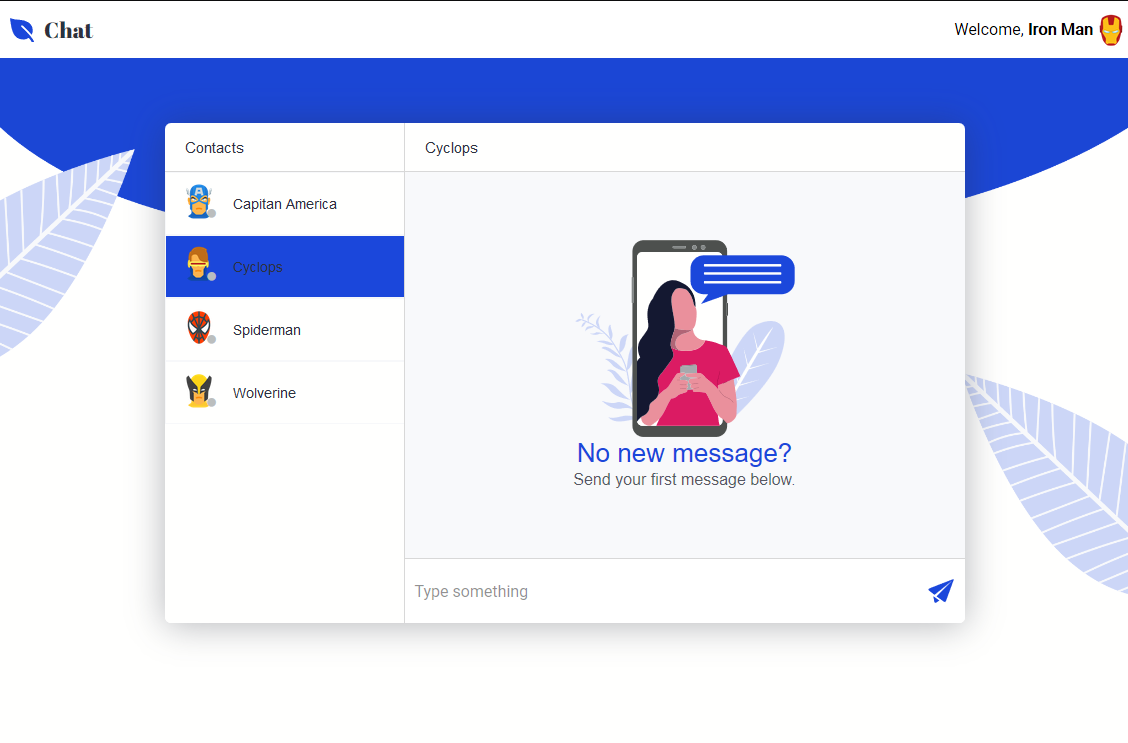 Chat
Welcome, Iron Man
Contacts
Cyclops
Capitan America
Cyclops
Spiderman
Wolverine
No new message?
Send your first message below.
Type something